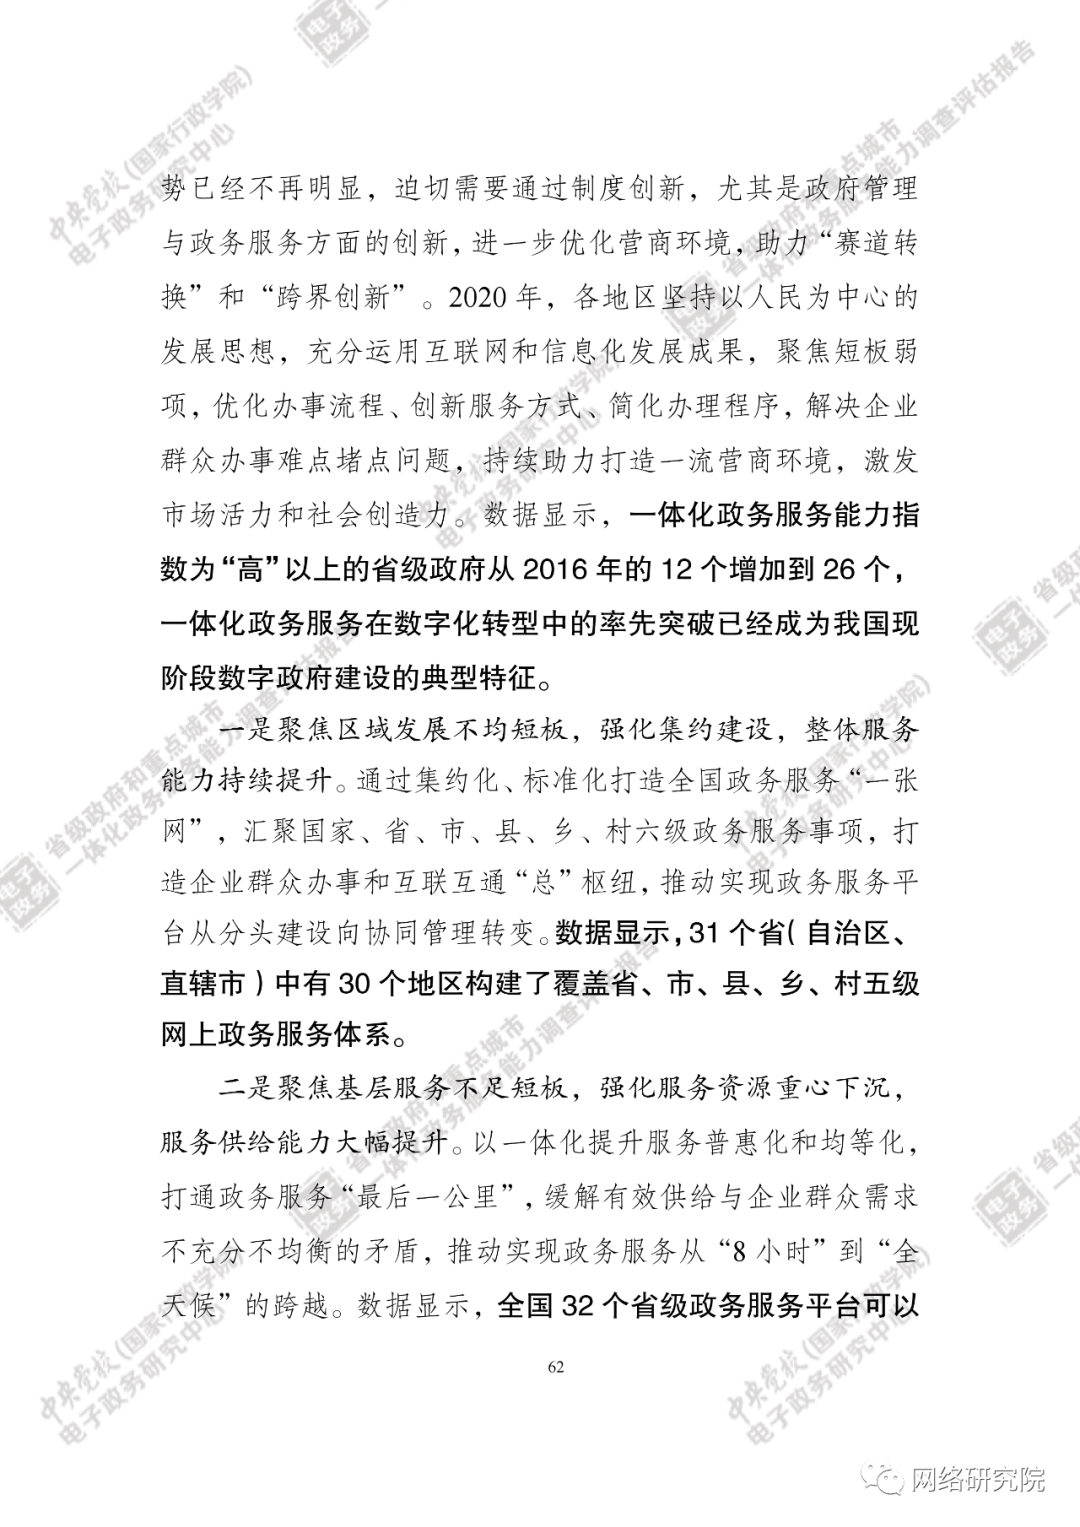 势已经不再明显，迫切需要通过制度创新，尤其是政府管理
与政务服务方面的创新，进一步优化营商环境，助力“赛道转
换”和“跨界创新”。2020 年，各地区坚持以人民为中心的
发展思想，充分运用互联网和信息化发展成果，聚焦短板弱
项，优化办事流程、创新服务方式、简化办理程序，解决企业
群众办事难点堵点问题，持续助力打造一流营商环境，激发
市场活力和社会创造力。数据显示，一体化政务服务能力指
数为“高”以上的省级政府从 2016 年的 12 个增加到 26 个，
一体化政务服务在数字化转型中的率先突破已经成为我国现
阶段数字政府建设的典型特征。
一是聚焦区域发展不均短板，强化集约建设，整体服务
能力持续提升。通过集约化、标准化打造全国政务服务“一张
网”，汇聚国家、省、市、县、乡、村六级政务服务事项，打
造企业群众办事和互联互通“总”枢纽，推动实现政务服务平
台从分头建设向协同管理转变。数据显示，31 个省（自治区、
直辖市）中有 30 个地区构建了覆盖省、市、县、乡、村五级
网上政务服务体系。
二是聚焦基层服务不足短板，强化服务资源重心下沉，
服务供给能力大幅提升。以一体化提升服务普惠化和均等化，
打通政务服务“最后一公里”，缓解有效供给与企业群众需求
不充分不均衡的矛盾，推动实现政务服务从“8 小时”到“全
天候”的跨越。数据显示，全国 32 个省级政务服务平台可以
62
网络研究院
中央党校（国家行政学院）
电子政务研究中心
电子政务
省级政府和重点城市
一体化政务服务能力调查评估报告